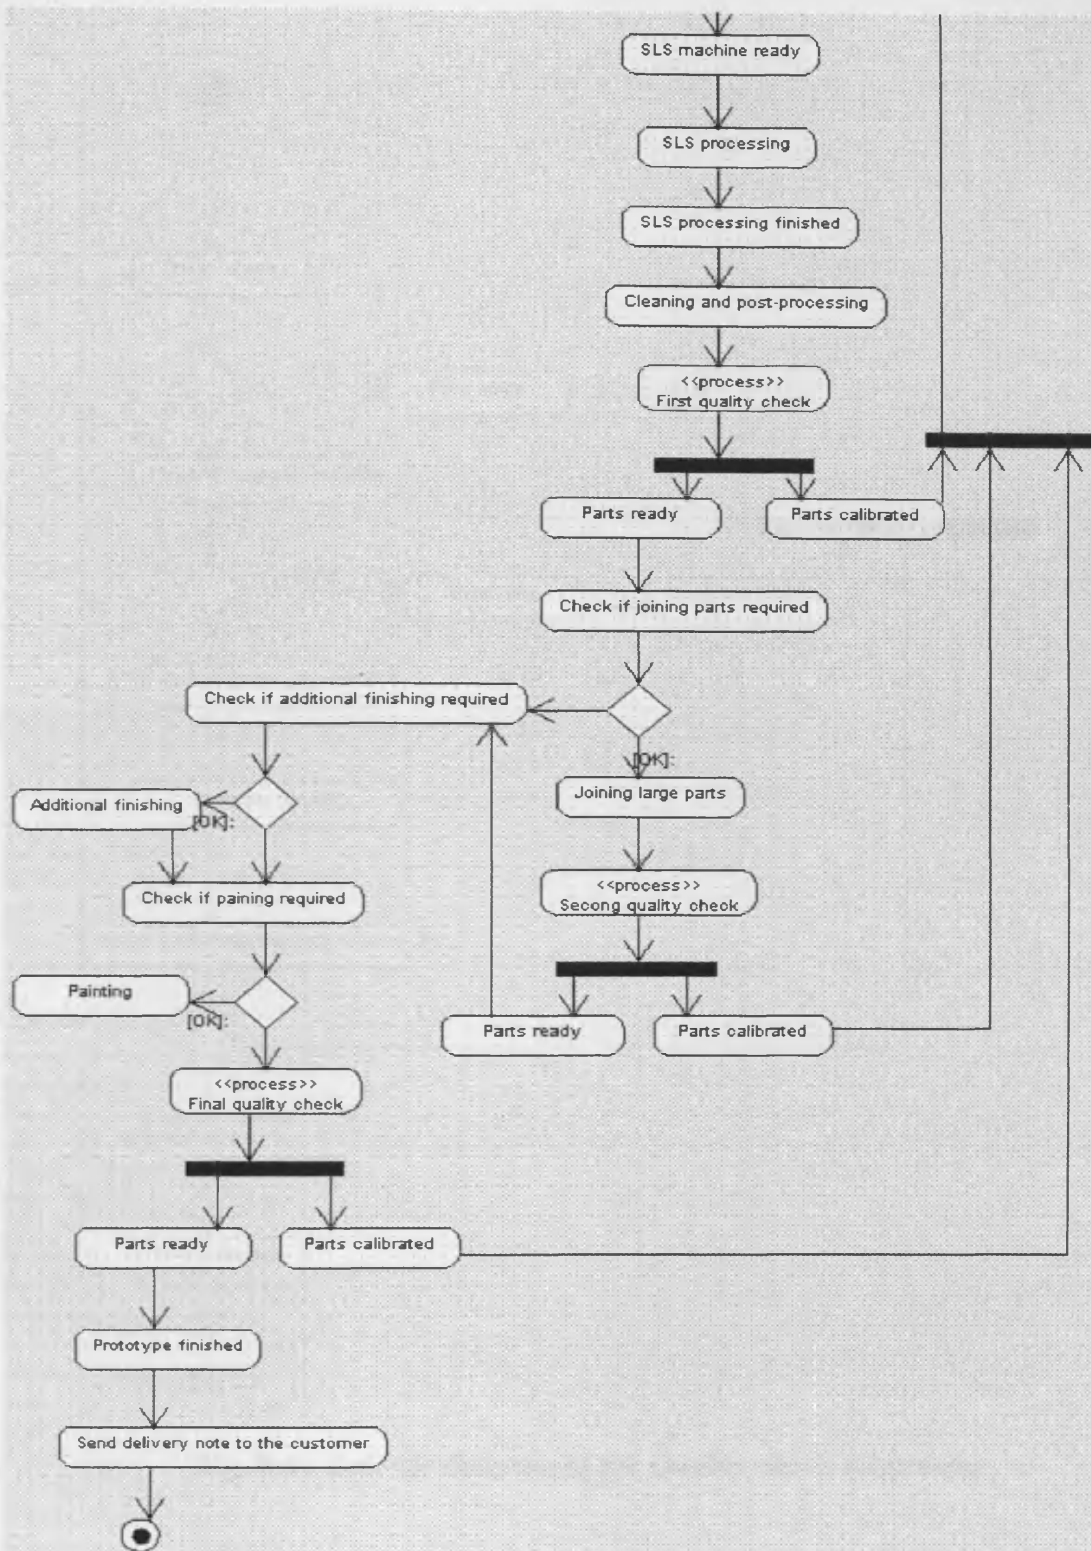 SLS machine ready
SLS processing
SLS processing finished
Cleaning and post-processing
<<process>>
First quality check
Parts ready
Parts calibrated
Check if joining parts required
Check if additional finishing required
[OK]:
Joining large parts
Additional finishing
[OK]:
Check if paining required
<<process>>
Secong quality check
Painting
[OK]:
Parts ready
Parts calibrated
<<process>>
Final quality check
Parts ready
Parts calibrated
Prototype finished
Send delivery note to the customer